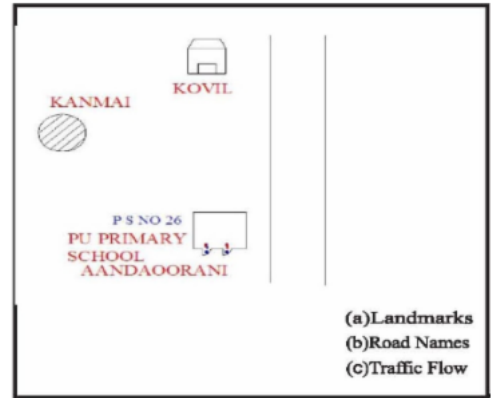 KOVIL
KANMAI
P S NO 26
PU PRIMARY
SCHOOL
AANDAOORANI
(a)Landmarks
(b)Road Names
(c)Traffic Flow